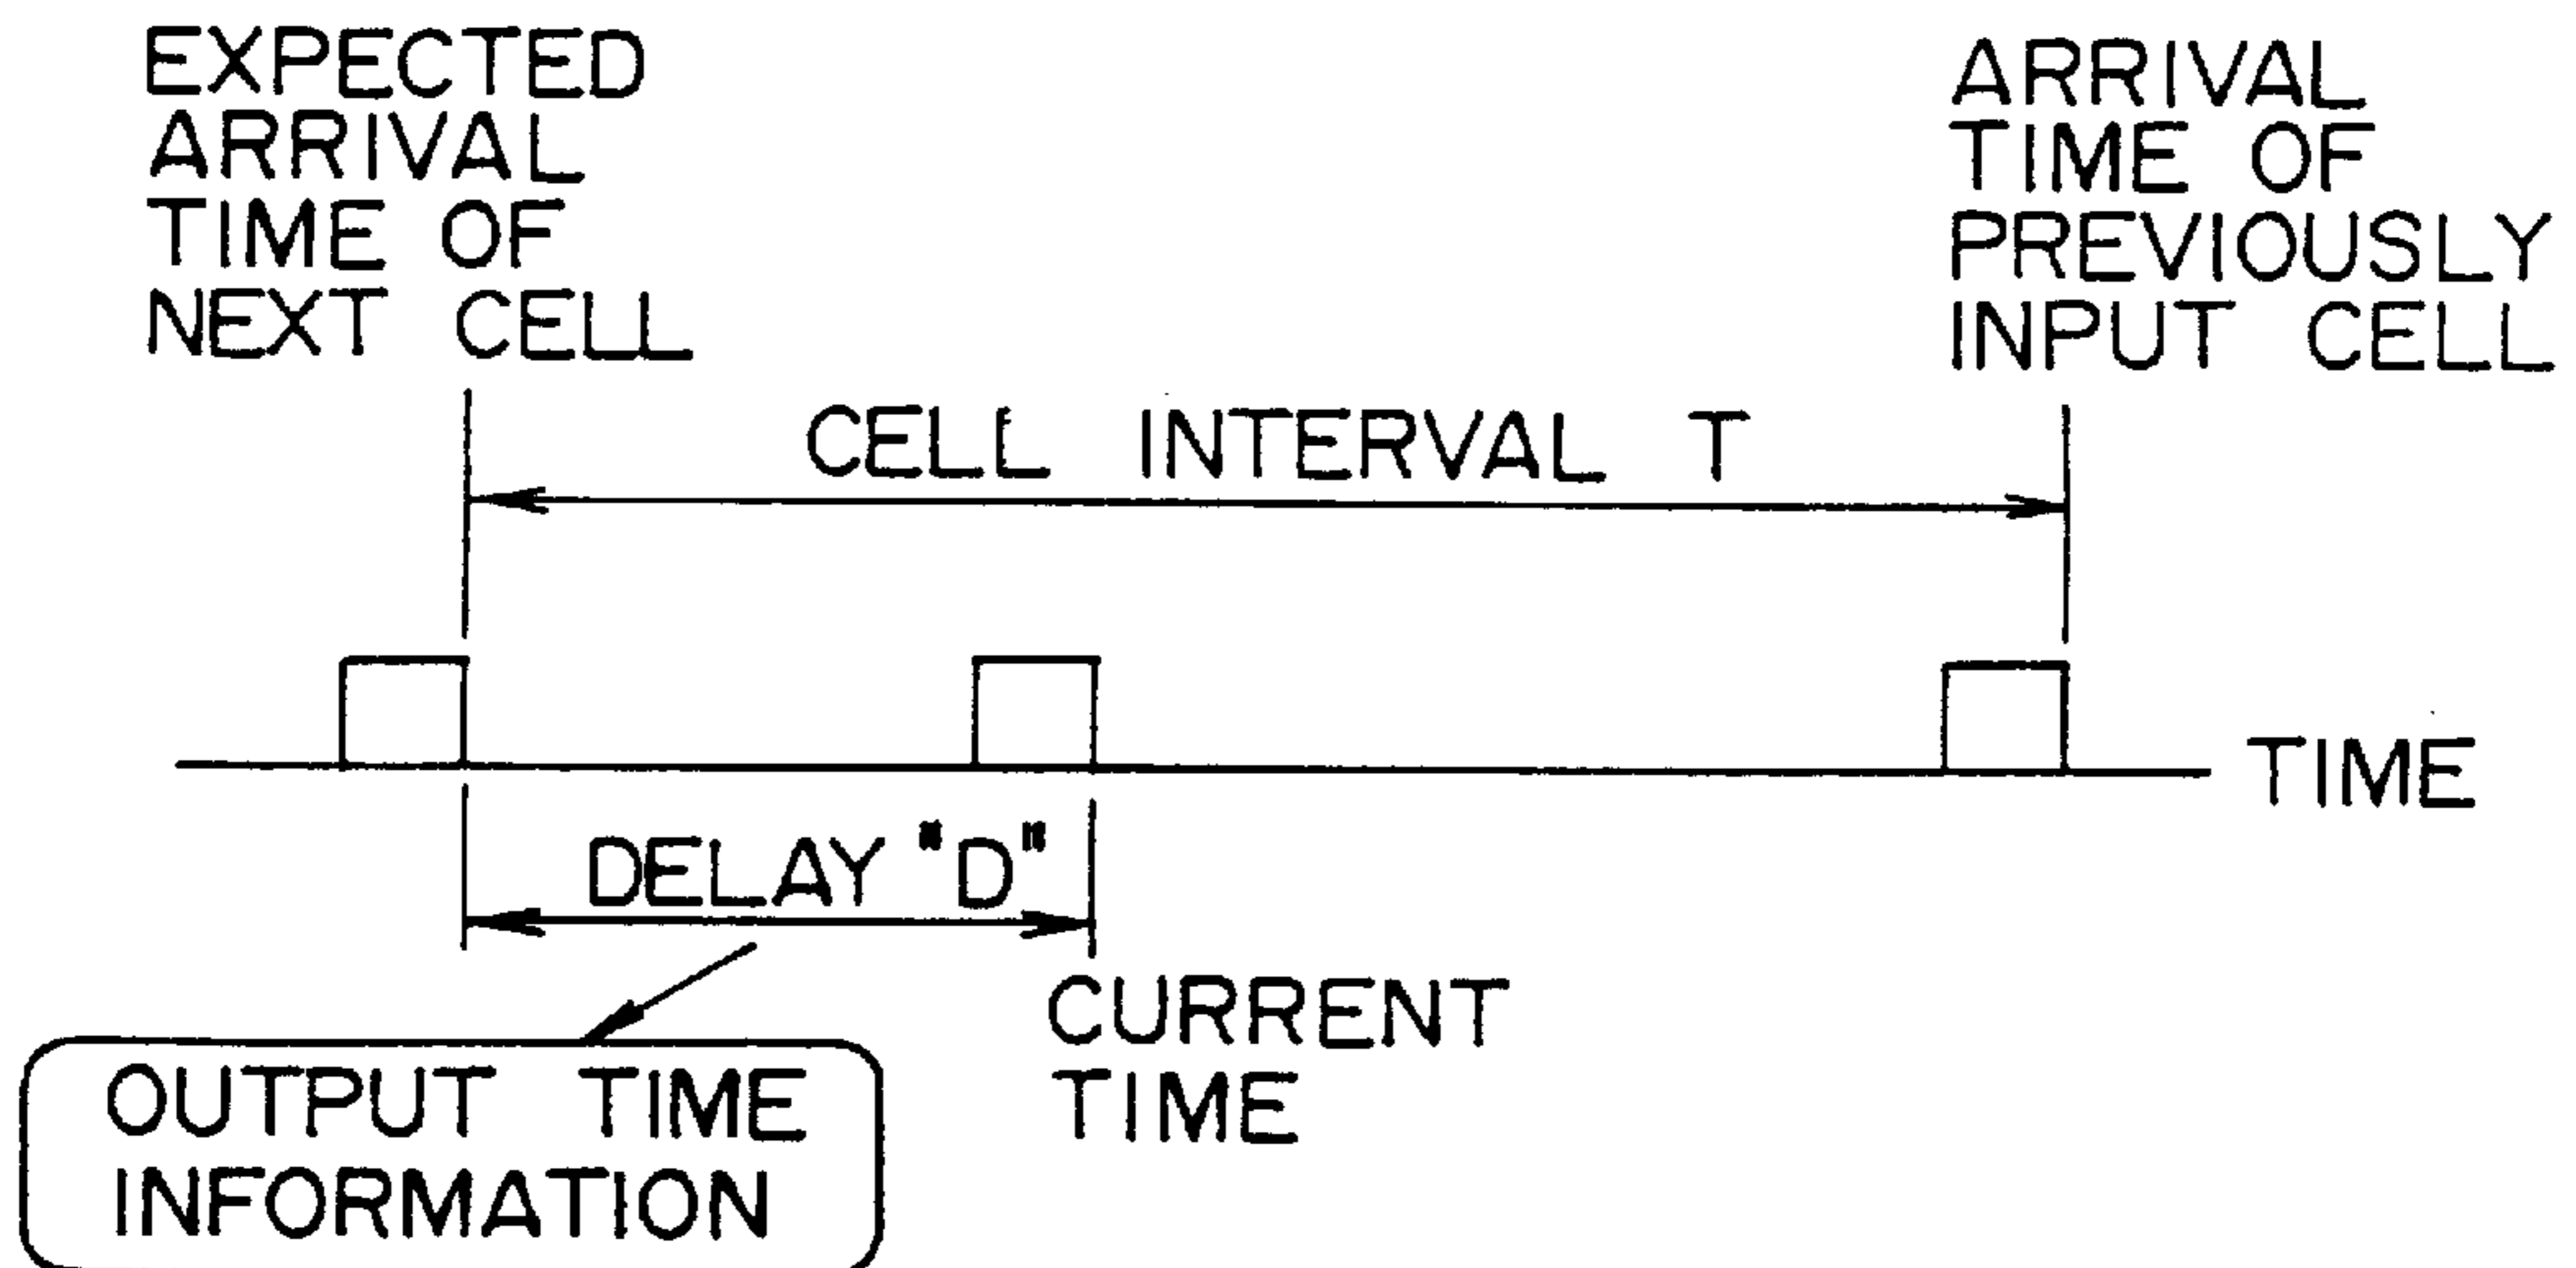 EXPECTED
ARRIVAL
TIME OF
NEXT CELL
ARRIVAL
TIME OF
PREVIOUSLY
INPUT CELL
CELL INTERVAL T
TIME
DELAY "D"
CURRENT
TIME
OUTPUT TIME
INFORMATION